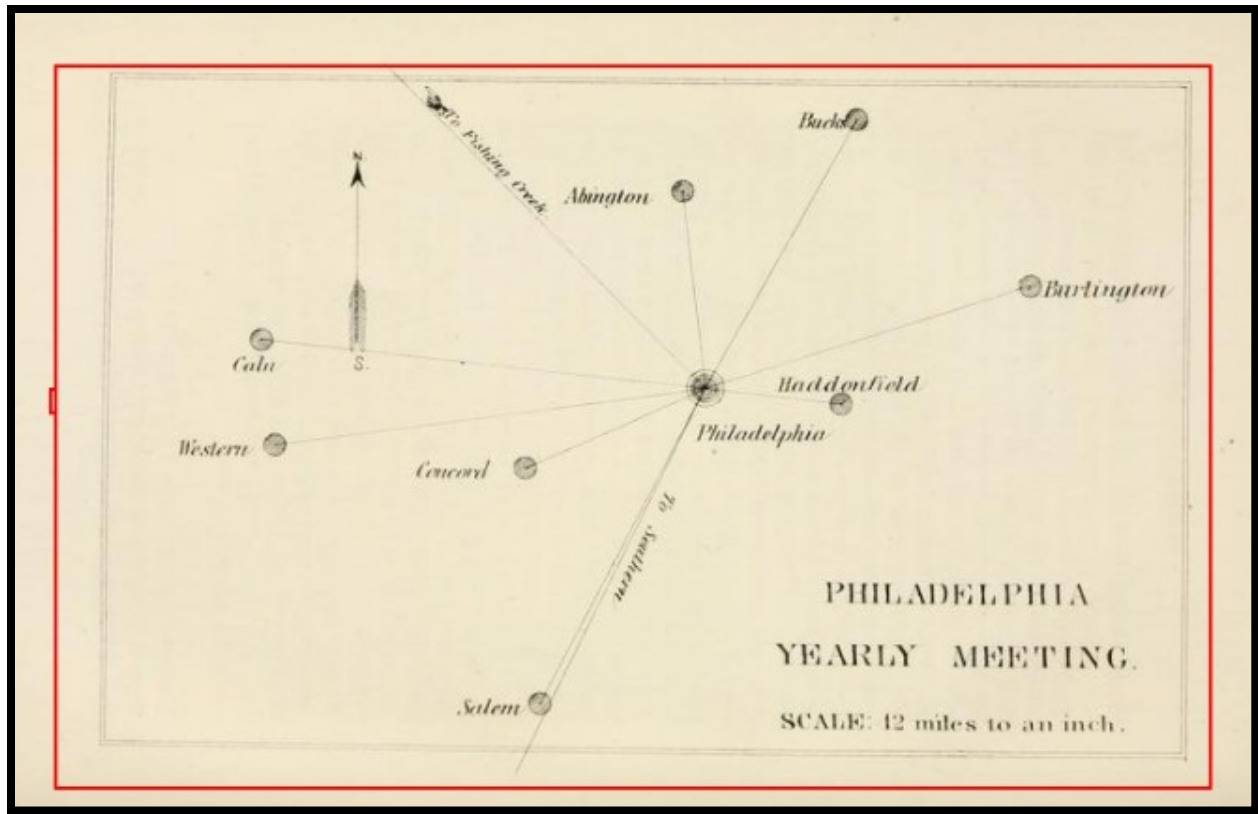 To Fishing Creek.
Bucks
N.
Abington
Burlington
Caln
S.
Haddonfield
Philadelphia
Western
Concord
To Southern
PHILADELPHIA
YEARLY MEETING.
Salem
SCALE: 12 miles to an inch.